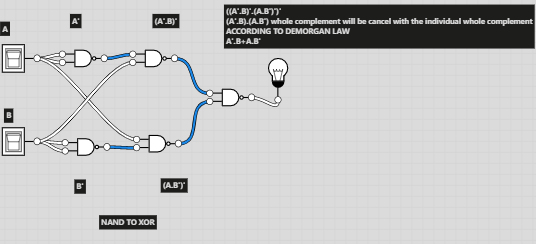 ((A'.B)'.(A.B')')'
(A'.B).(A.B') whole complement will be cancel with the individual whole complement
ACCORDING TO DEMORGAN LAW
A'.B+A.B'
A'
(A'.B)'
A
B
B'
(A.B')'
NAND TO XOR